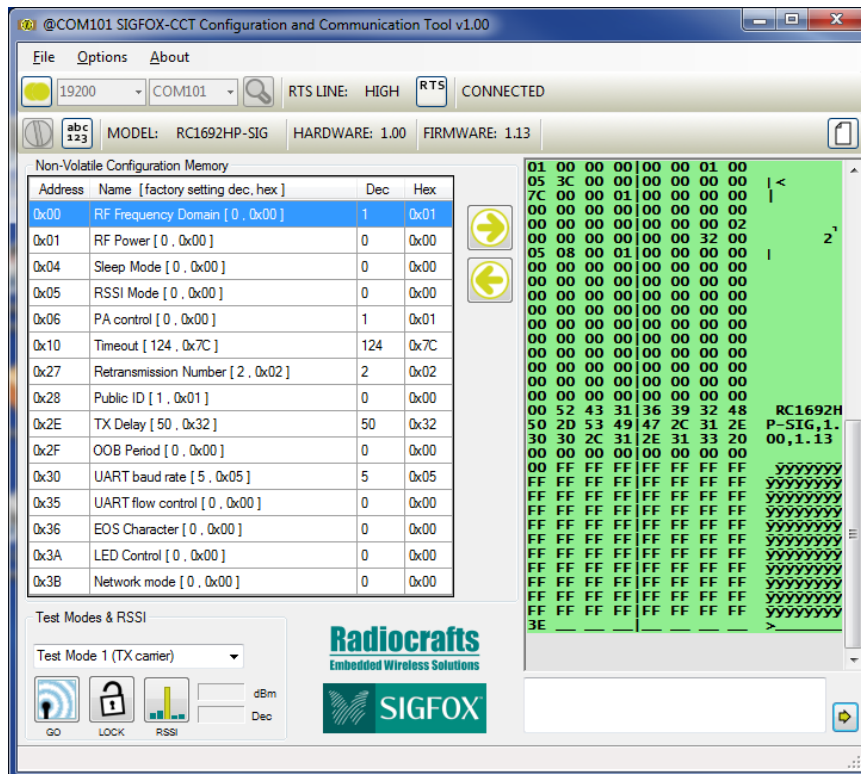 @COM101 SIGFOX-CCT Configuration and Communication Tool v1.00
File Options About
19200 COM101 RTS LINE: HIGH RTS CONNECTED
abc 123 MODEL: RC1692HP-SIG HARDWARE: 1.00 FIRMWARE: 1.13
Non-Volatile Configuration Memory
Address Name [factory setting dec, hex ] Dec Hex
0x00 RF Frequency Domain [ 0 , 0x00 ] 1 0x01
0x01 RF Power [ 0 , 0x00 ] 0 0x00
0x04 Sleep Mode [ 0 , 0x00 ] 0 0x00
0x05 RSSI Mode [ 0 , 0x00 ] 0 0x00
0x06 PA control [ 0 , 0x00 ] 1 0x01
0x10 Timeout [ 124 , 0x7C ] 124 0x7C
0x27 Retransmission Number [ 2 , 0x02 ] 2 0x02
0x28 Public ID [ 1 , 0x01 ] 0 0x00
0x2E TX Delay [ 50 , 0x32 ] 50 0x32
0x2F OOB Period [ 0 , 0x00 ] 0 0x00
0x30 UART baud rate [ 5 , 0x05 ] 5 0x05
0x35 UART flow control [ 0 , 0x00 ] 0 0x00
0x36 EOS Character [ 0 , 0x00 ] 0 0x00
0x3A LED Control [ 0 , 0x00 ] 0 0x00
0x3B Network mode [ 0 , 0x00 ] 0 0x00
01 00 00 00|00 00 01 00
05 3C 00 00|00 00 00 00 |<
7C 00 00 01|00 00 00 00 |
00 00 00 00|00 00 00 00
00 00 00 00|00 00 00 02
00 00 00 00|00 00 32 00 2
05 08 00 01|00 00 00 00 |
00 00 00 00|00 00 00 00
00 00 00 00|00 00 00 00
00 00 00 00|00 00 00 00
00 00 00 00|00 00 00 00
00 00 00 00|00 00 00 00
00 00 00 00|00 00 00 00
00 00 00 00|00 00 00 00
00 00 00 00|00 00 00 00
00 00 00 00|00 00 00 00
00 00 00 00|00 00 00 00
00 52 43 31|36 39 32 48 RC1692H
50 2D 53 49|47 2C 31 2E P-SIG,1.
30 30 2C 31|2E 31 33 20 00,1.13
00 00 00 00|00 00 00 00
00 FF FF FF|FF FF FF FF ÿÿÿÿÿÿÿ
FF FF FF FF|FF FF FF FF ÿÿÿÿÿÿÿÿ
FF FF FF FF|FF FF FF FF ÿÿÿÿÿÿÿÿ
FF FF FF FF|FF FF FF FF ÿÿÿÿÿÿÿÿ
FF FF FF FF|FF FF FF FF ÿÿÿÿÿÿÿÿ
FF FF FF FF|FF FF FF FF ÿÿÿÿÿÿÿÿ
FF FF FF FF|FF FF FF FF ÿÿÿÿÿÿÿÿ
FF FF FF FF|FF FF FF FF ÿÿÿÿÿÿÿÿ
FF FF FF FF|FF FF FF FF ÿÿÿÿÿÿÿÿ
FF FF FF FF|FF FF FF FF ÿÿÿÿÿÿÿÿ
FF FF FF FF|FF FF FF FF ÿÿÿÿÿÿÿÿ
3E __ __ __|__ __ __ __ >_______
Test Modes & RSSI
Test Mode 1 (TX carrier)
dBm
Dec
GO LOCK RSSI
Radiocrafts
Embedded Wireless Solutions
SIGFOX